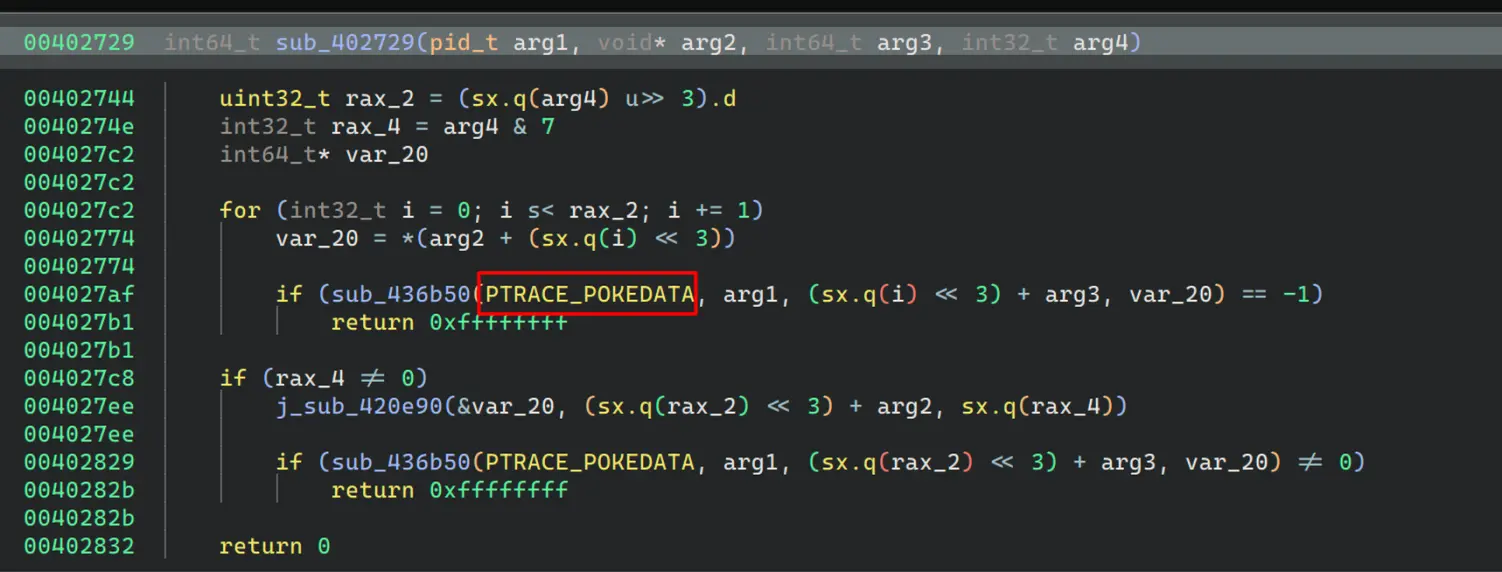 00402729 int64_t sub_402729(pid_t arg1, void* arg2, int64_t arg3, int32_t arg4)
00402744 uint32_t rax_2 = (sx.q(arg4) u>> 3).d
0040274e int32_t rax_4 = arg4 & 7
004027c2 int64_t* var_20
004027c2
004027c2 for (int32_t i = 0; i s< rax_2; i += 1)
00402774 var_20 = *(arg2 + (sx.q(i) << 3))
00402774
004027af if (sub_436b50(PTRACE_POKEDATA, arg1, (sx.q(i) << 3) + arg3, var_20) == -1)
004027b1 return 0xffffffff
004027b1
004027c8 if (rax_4 != 0)
004027ee j_sub_420e90(&var_20, (sx.q(rax_2) << 3) + arg2, sx.q(rax_4))
004027ee
00402829 if (sub_436b50(PTRACE_POKEDATA, arg1, (sx.q(rax_2) << 3) + arg3, var_20) != 0)
0040282b return 0xffffffff
0040282b
00402832 return 0